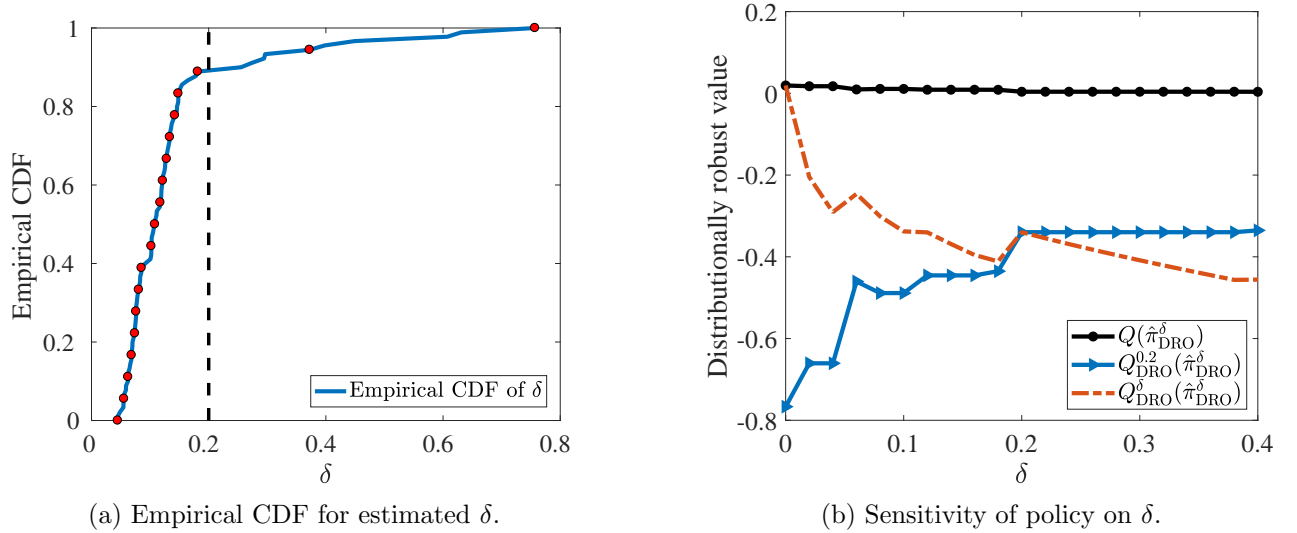 1
0.8
0.6
0.4
0.2
0
Empirical CDF
0 0.2 0.4 0.6 0.8
δ
Empirical CDF of δ
(a) Empirical CDF for estimated δ.
0.2
0
-0.2
-0.4
-0.6
-0.8
Distributionally robust value
0 0.1 0.2 0.3 0.4
δ
Q(π̂^δ_DRO)
Q^0.2_DRO(π̂^δ_DRO)
Q^δ_DRO(π̂^δ_DRO)
(b) Sensitivity of policy on δ.